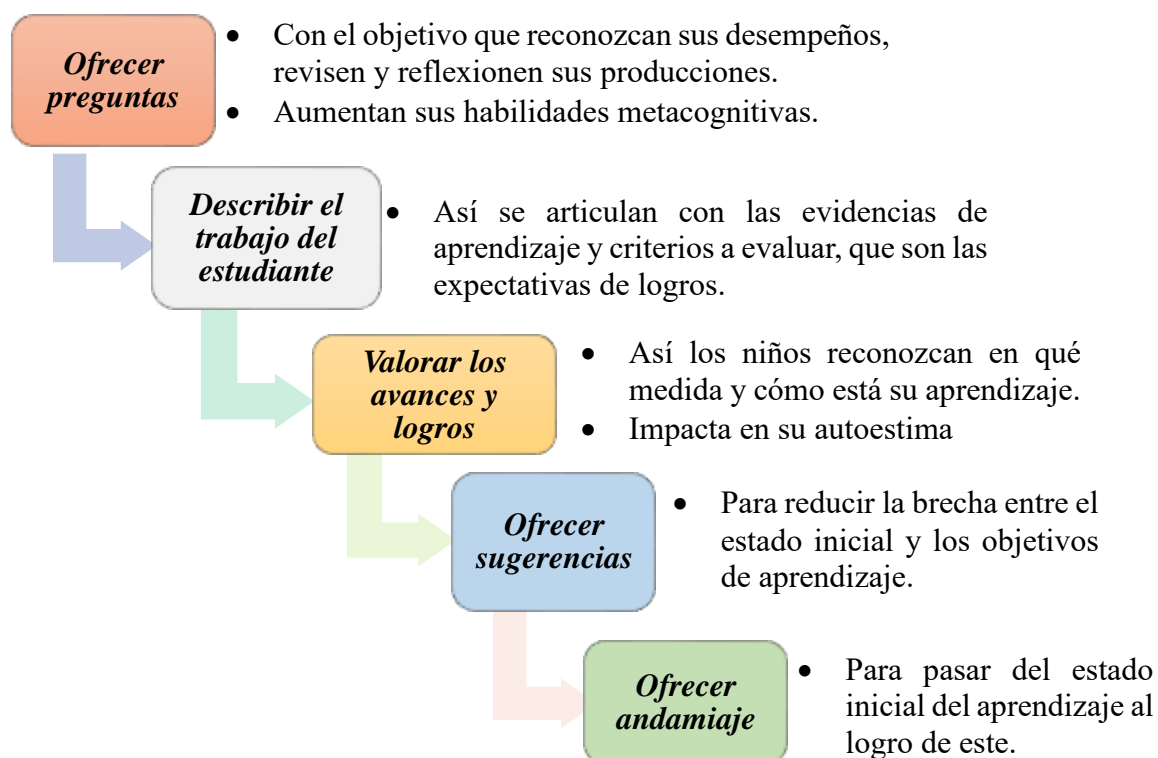 Ofrecer
preguntas
• Con el objetivo que reconozcan sus desempeños,
revisen y reflexionen sus producciones.
• Aumentan sus habilidades metacognitivas.
Describir el
trabajo del
estudiante
• Así se articulan con las evidencias de
aprendizaje y criterios a evaluar, que son las
expectativas de logros.
Valorar los
avances y
logros
• Así los niños reconozcan en qué
medida y cómo está su aprendizaje.
• Impacta en su autoestima
Ofrecer
sugerencias
• Para reducir la brecha entre el
estado inicial y los objetivos
de aprendizaje.
Ofrecer
andamiaje
• Para pasar del estado
inicial del aprendizaje al
logro de este.